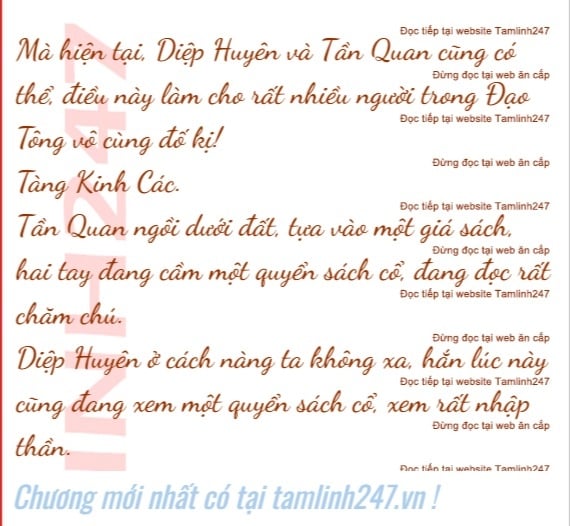 Đọc tiếp tại website Tamlinh247
Mà hiện tại, Diệp Huyên và Tần Quan cũng có
Đừng đọc tại web ăn cắp
thể, điều này làm cho rất nhiều người trong Đạo
Đọc tiếp tại website Tamlinh247
Tông vô cùng đố kị!
Đừng đọc tại web ăn cắp
Tàng Kinh Các.
Đọc tiếp tại website Tamlinh247
Tần Quan ngồi dưới đất, tựa vào một giá sách,
Đừng đọc tại web ăn cắp
hai tay đang cầm một quyển sách cổ, đang đọc rất
Đọc tiếp tại website Tamlinh247
chăm chú.
Đừng đọc tại web ăn cắp
Diệp Huyên ở cách nàng ta không xa, hắn lúc này
Đọc tiếp tại website Tamlinh247
cũng đang xem một quyển sách cổ, xem rất nhập
Đừng đọc tại web ăn cắp
thần.
Đọc tiếp tại website Tamlinh247
INH247
Chương mới nhất có tại tamlinh247.vn !